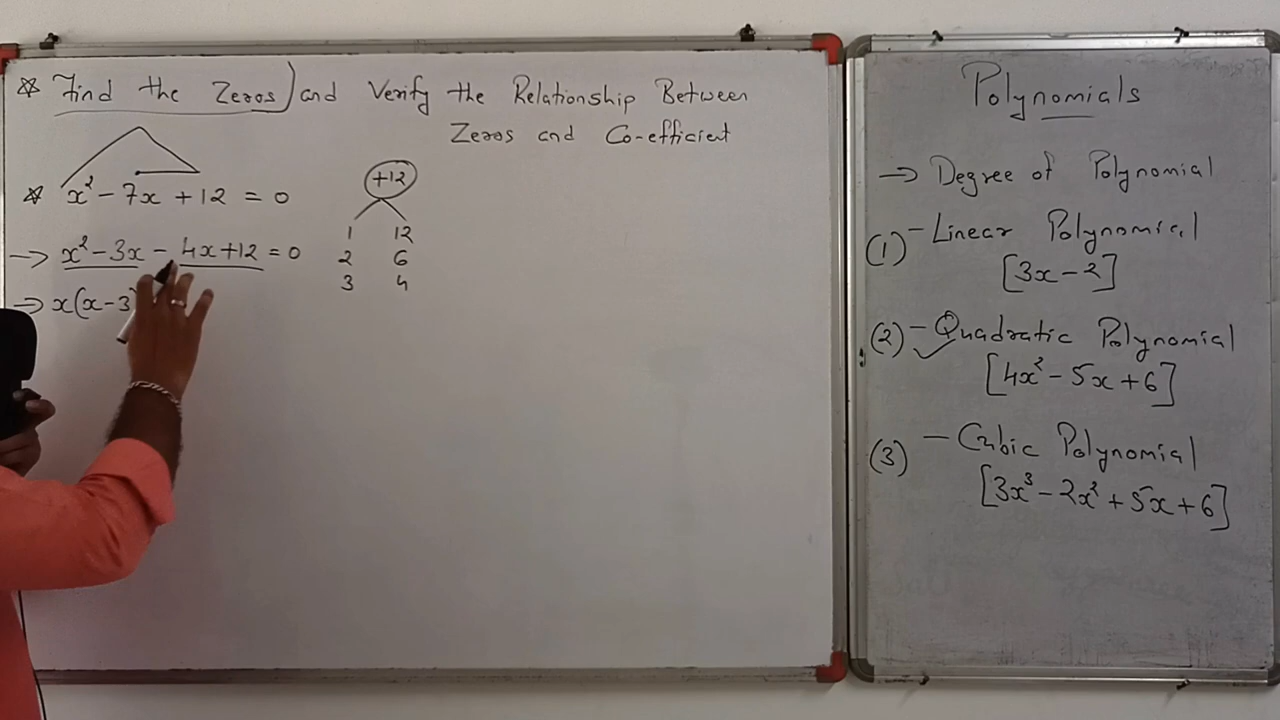 ☆ Find the Zeros) and Verify the Relationship Between
Zeros and Co-efficient
☆ x² - 7x + 12 = 0
+12
1 12
2 6
3 4
→ x² - 3x - 4x + 12 = 0
→ x(x-3)
Polynomials
→ Degree of Polynomial
(1) - Linear Polynomial
[3x - 2]
(2) - Quadratic Polynomial
[4x² - 5x + 6]
(3) - Cubic Polynomial
[3x³ - 2x² + 5x + 6]